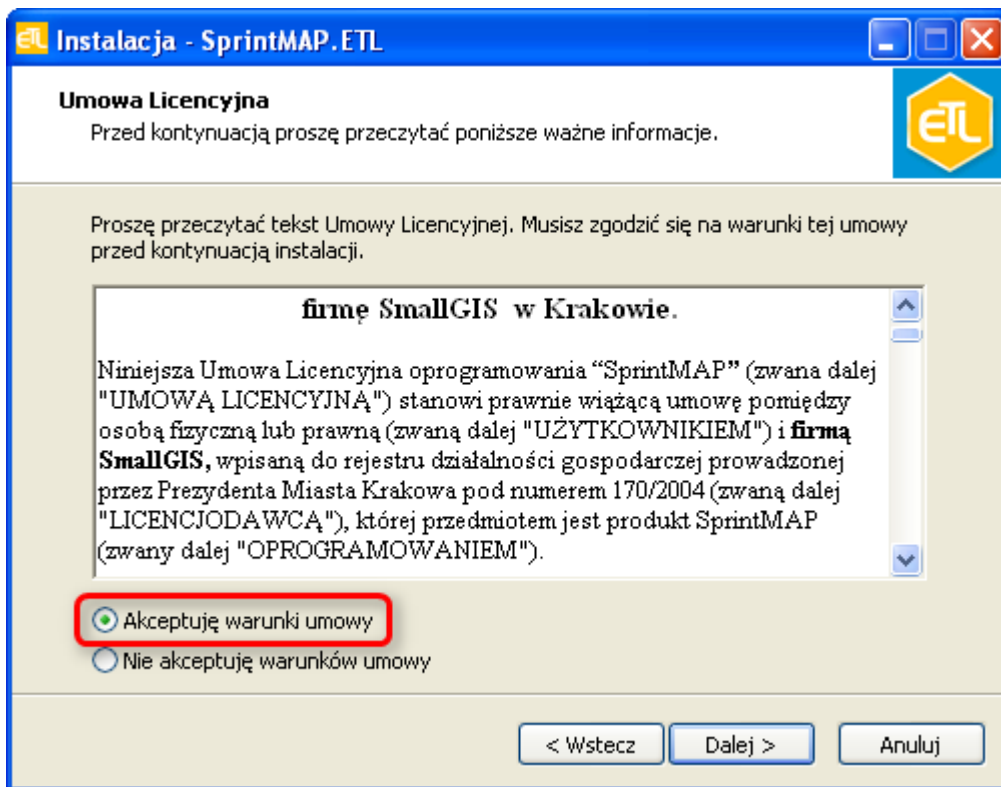 ETL Instalacja - SprintMAP.ETL
Umowa Licencyjna
Przed kontynuacją proszę przeczytać poniższe ważne informacje.
ETL
Proszę przeczytać tekst Umowy Licencyjnej. Musisz zgodzić się na warunki tej umowy
przed kontynuacją instalacji.
firmę SmallGIS w Krakowie.
Niniejsza Umowa Licencyjna oprogramowania “SprintMAP” (zwana dalej
"UMOWĄ LICENCYJNĄ") stanowi prawnie wiążącą umowę pomiędzy
osobą fizyczną lub prawną (zwaną dalej "UŻYTKOWNIKIEM") i firmą
SmallGIS, wpisaną do rejestru działalności gospodarczej prowadzonej
przez Prezydenta Miasta Krakowa pod numerem 170/2004 (zwaną dalej
"LICENCJODAWCĄ"), której przedmiotem jest produkt SprintMAP
(zwany dalej "OPROGRAMOWANIEM").
Akceptuję warunki umowy
Nie akceptuję warunków umowy
< Wstecz Dalej > Anuluj